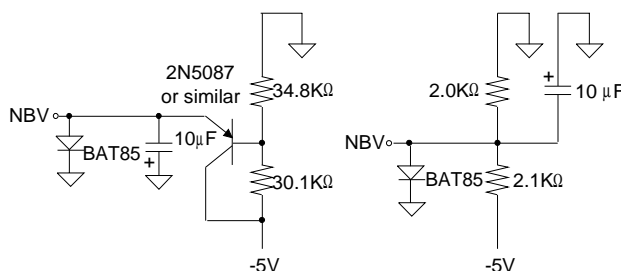 2N5087
or similar
34.8KΩ
NBV
10μF
BAT85
+
30.1KΩ
-5V
2.0KΩ
+
10 μF
NBV
BAT85
2.1KΩ
-5V